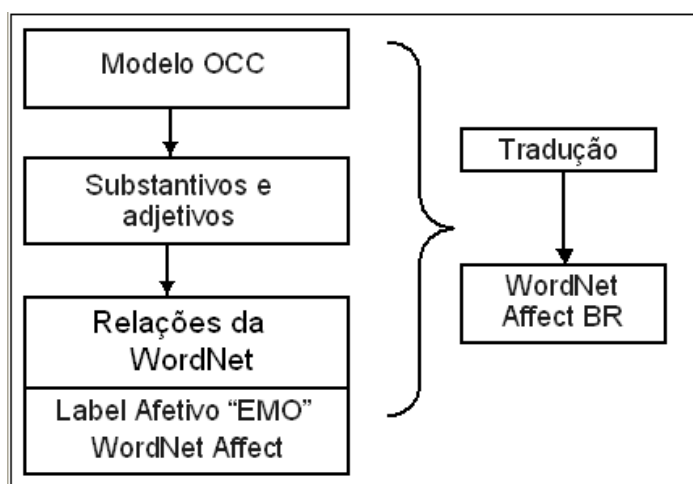 Modelo OCC
Substantivos e
adjetivos
Relações da
WordNet
Label Afetivo “EMO”
WordNet Affect
Tradução
WordNet
Affect BR